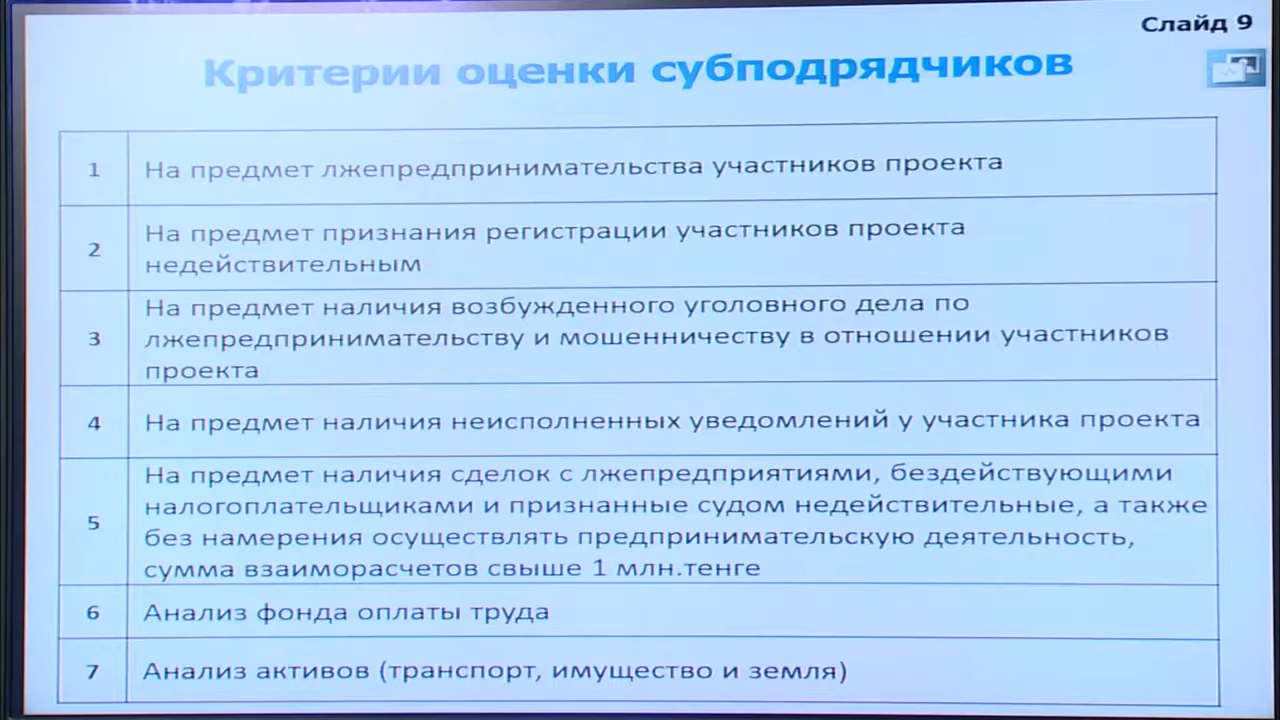 Слайд 9
Критерии оценки субподрядчиков
1 На предмет лжепредпринимательства участников проекта
2 На предмет признания регистрации участников проекта
недействительным
3 На предмет наличия возбужденного уголовного дела по
лжепредпринимательству и мошенничеству в отношении участников
проекта
4 На предмет наличия неисполненных уведомлений у участника проекта
5 На предмет наличия сделок с лжепредприятиями, бездействующими
налогоплательщиками и признанные судом недействительные, а также
без намерения осуществлять предпринимательскую деятельность,
сумма взаиморасчетов свыше 1 млн.тенге
6 Анализ фонда оплаты труда
7 Анализ активов (транспорт, имущество и земля)